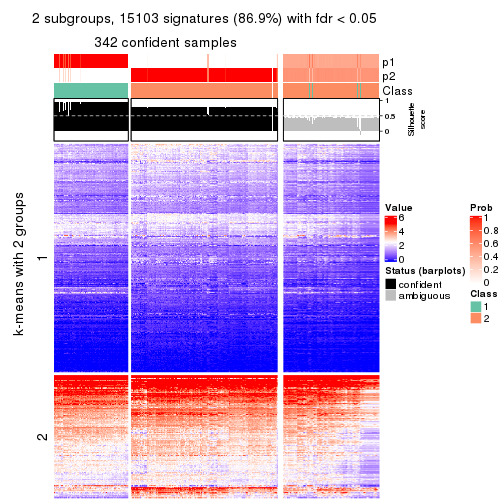 2 subgroups, 15103 signatures (86.9%) with fdr < 0.05
342 confident samples
p1
p2
Class
1
0.5
0
Silhouette
score
k-means with 2 groups
1
2
Value
6
4
2
0
Status (barplots)
confident
ambiguous
Prob
1
0.8
0.6
0.4
0.2
0
Class
1
2